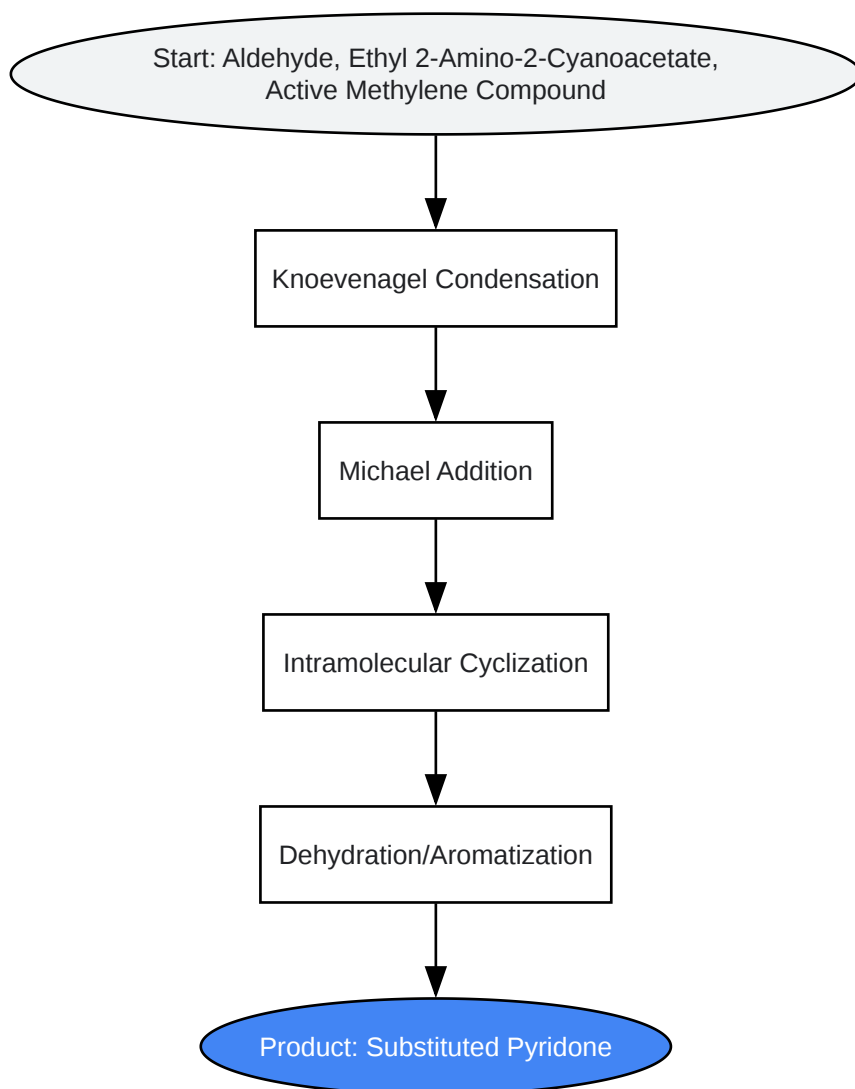 Start: Aldehyde, Ethyl 2-Amino-2-Cyanoacetate,
Active Methylene Compound
Knoevenagel Condensation
Michael Addition
Intramolecular Cyclization
Dehydration/Aromatization
Product: Substituted Pyridone